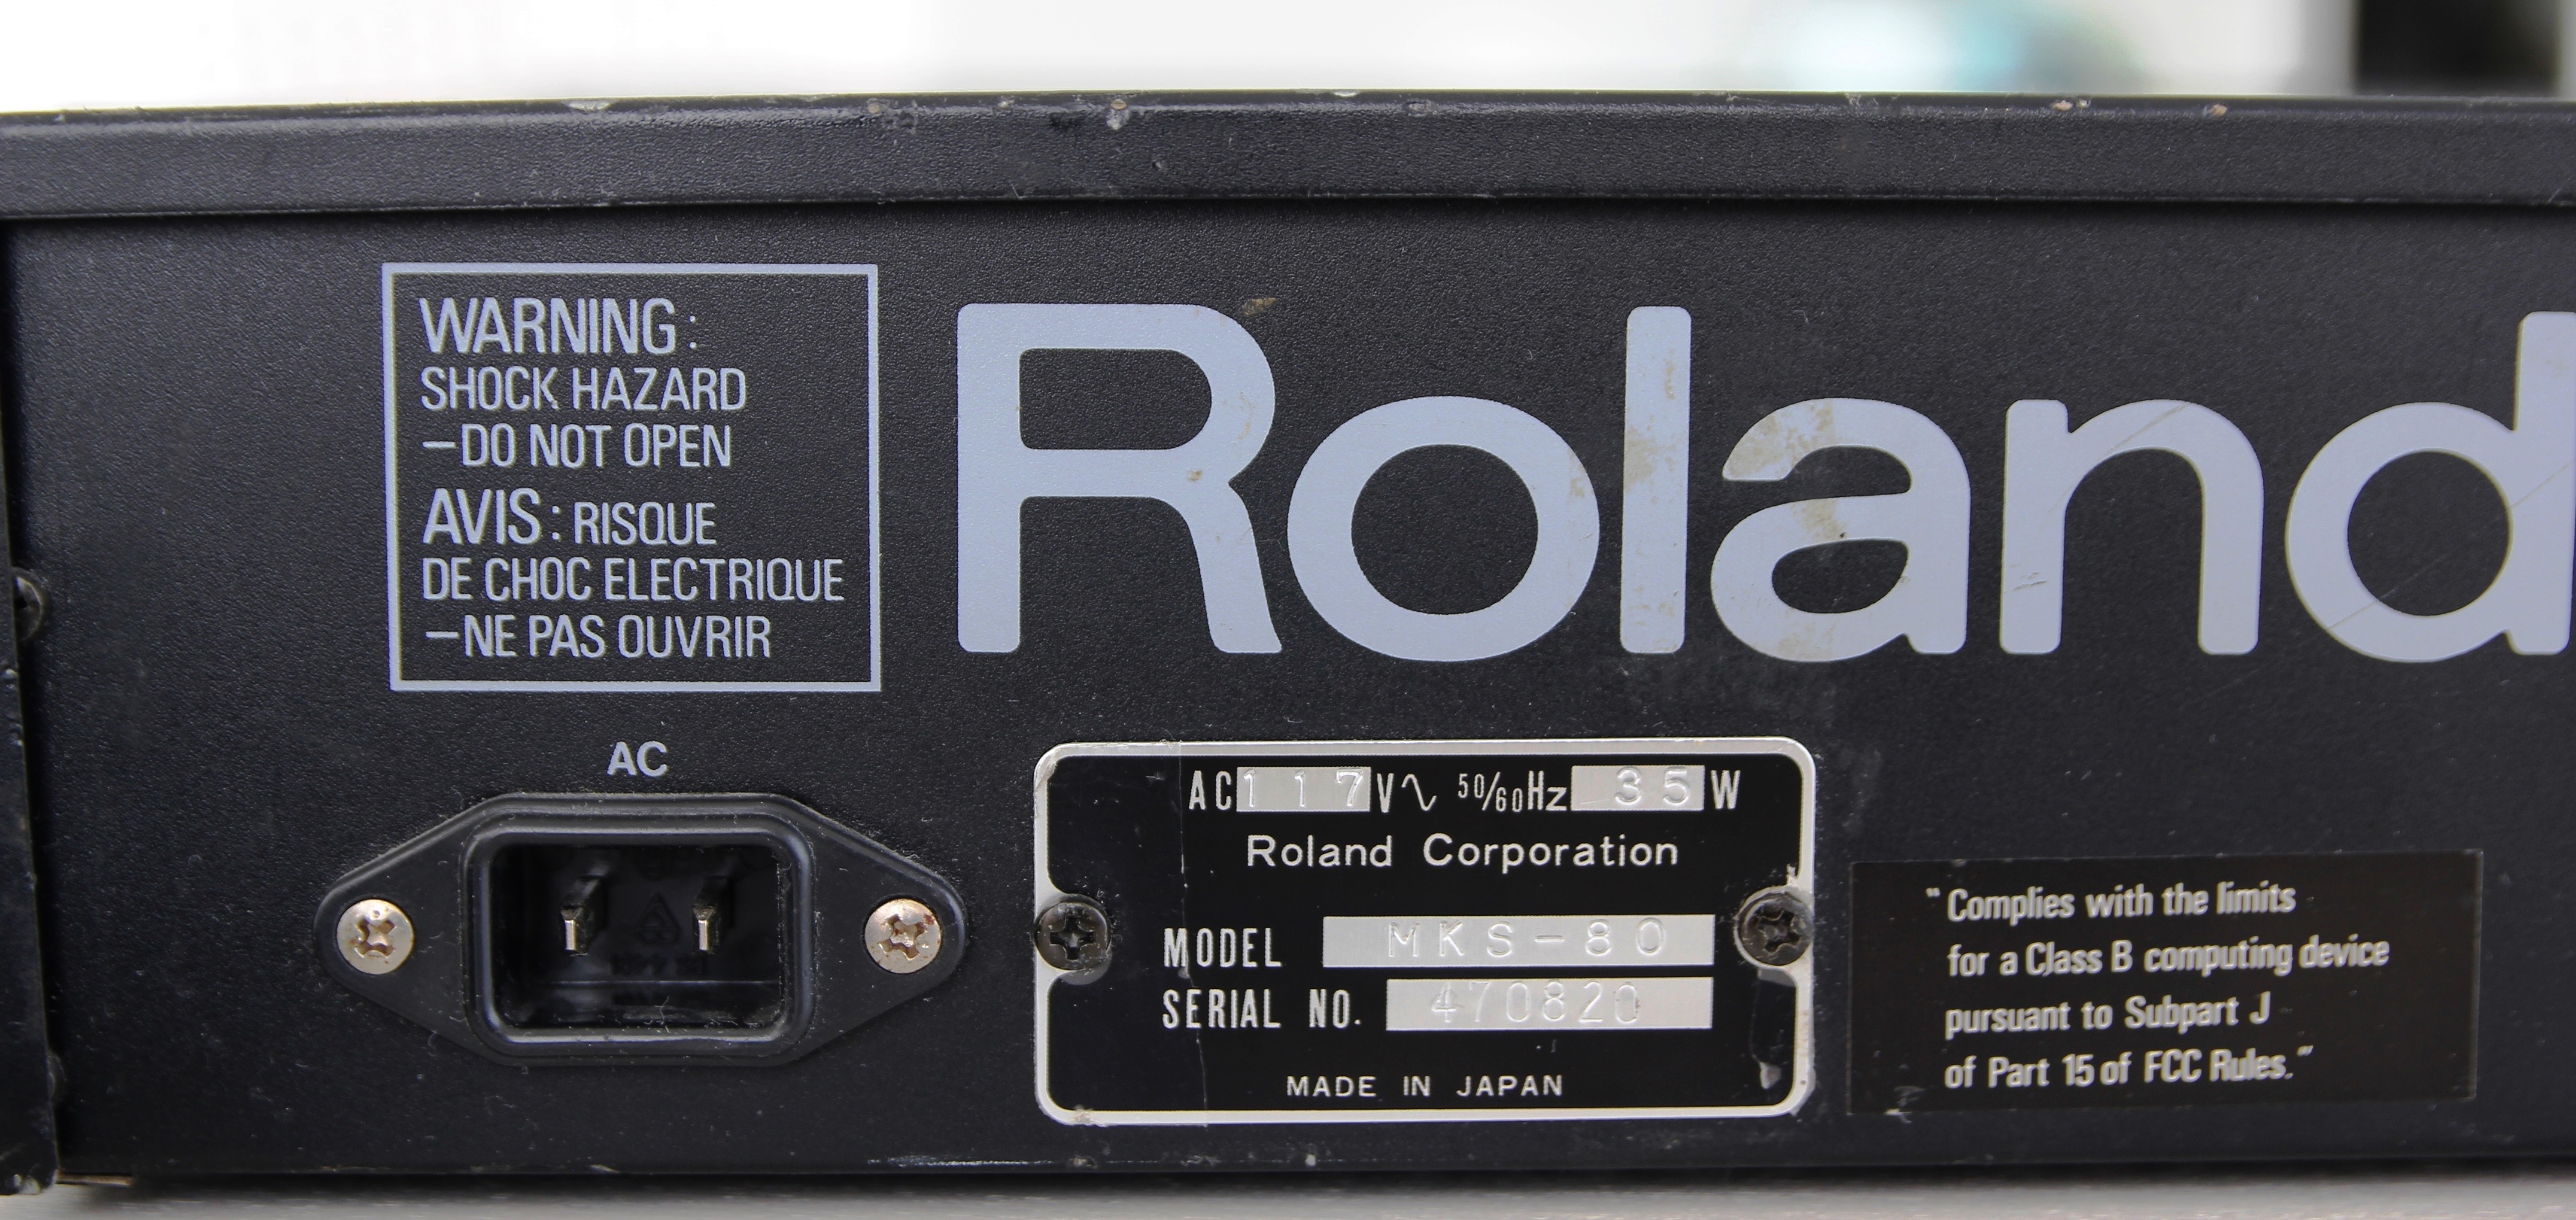 WARNING:
SHOCK HAZARD
—DO NOT OPEN
AVIS: RISQUE
DE CHOC ELECTRIQUE
—NE PAS OUVRIR
Roland
AC
AC 117 V∿ 50/60Hz 35 W
Roland Corporation
MODEL MKS-80
SERIAL NO. 470820
MADE IN JAPAN
"Complies with the limits
for a Class B computing device
pursuant to Subpart J
of Part 15 of FCC Rules."